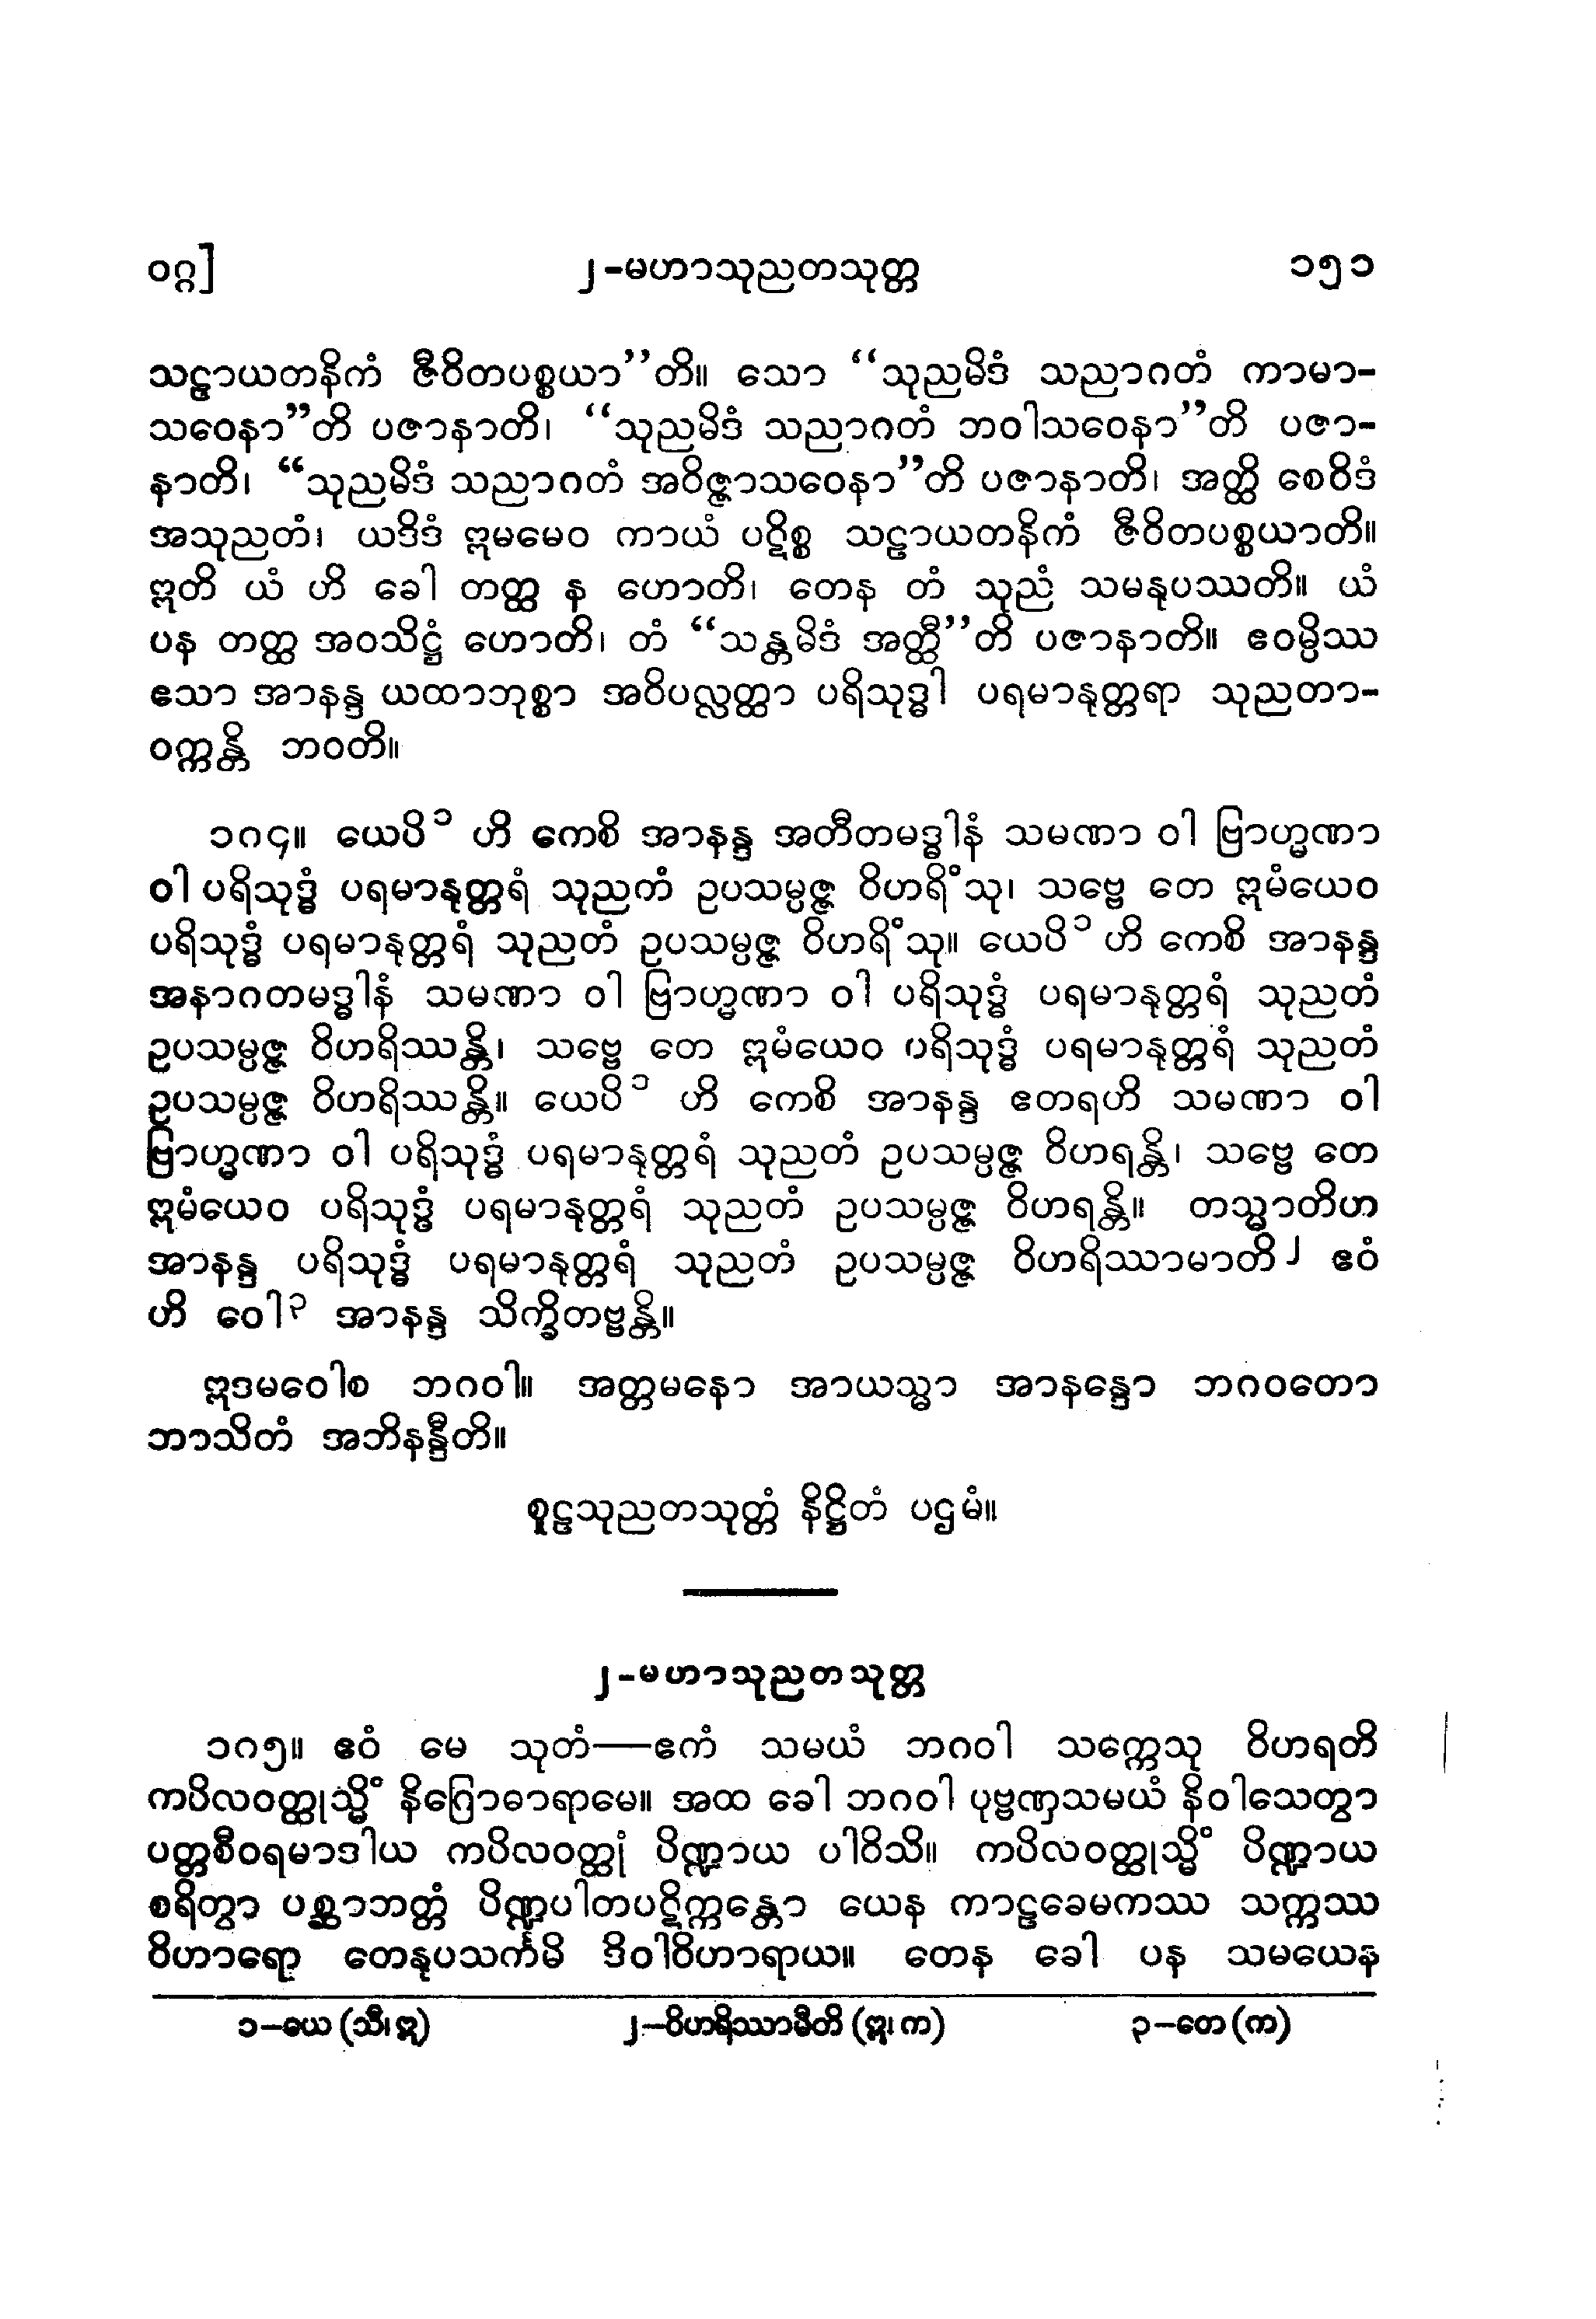 ဝဂ္ဂ]
၂-မဟာသုညတသုတ္တ
၁၅၁
သဠာယတနိကံ ဇီဝိတပစ္စယာ’’တိ။ သော ‘‘သုညမိဒံ သညာဂတံ ကာမာ-
သဝေနာ’’တိ ပဇာနာတိ၊ ‘‘သုညမိဒံ သညာဂတံ ဘဝါသဝေနာ’’တိ ပဇာ-
နာတိ၊ ‘‘သုညမိဒံ သညာဂတံ အဝိဇ္ဇာသဝေနာ’’တိ ပဇာနာတိ၊ အတ္ထိ စေဝိဒံ
အသုညတံ၊ ယဒိဒံ ဣမမေဝ ကာယံ ပဋိစ္စ သဠာယတနိကံ ဇီဝိတပစ္စယာတိ။
ဣတိ ယံ ဟိ ခေါ တတ္ထ န ဟောတိ၊ တေန တံ သုညံ သမနုပဿတိ။ ယံ
ပန တတ္ထ အဝသိဋ္ဌံ ဟောတိ၊ တံ ‘‘သန္တမိဒံ အတ္ထီ’’တိ ပဇာနာတိ။ ဧဝမ္ပိဿ
ဧသာ အာနန္ဒ ယထာဘုစ္စာ အဝိပလ္လတ္ထာ ပရိသုဒ္ဓါ ပရမာနုတ္တရာ သုညတာ-
ဝက္ကန္တိ ဘဝတိ။
၁၈၄။ ယေပိ၁ ဟိ ကေစိ အာနန္ဒ အတီတမဒ္ဓါနံ သမဏာ ဝါ ဗြာဟ္မဏာ
ဝါ ပရိသုဒ္ဓံ ပရမာနုတ္တရံ သုညတံ ဥပသမ္ပဇ္ဇ ဝိဟရိံသု၊ သဗ္ဗေ တေ ဣမံယေဝ
ပရိသုဒ္ဓံ ပရမာနုတ္တရံ သုညတံ ဥပသမ္ပဇ္ဇ ဝိဟရိံသု။ ယေပိ၁ ဟိ ကေစိ အာနန္ဒ
အနာဂတမဒ္ဓါနံ သမဏာ ဝါ ဗြာဟ္မဏာ ဝါ ပရိသုဒ္ဓံ ပရမာနုတ္တရံ သုညတံ
ဥပသမ္ပဇ္ဇ ဝိဟရိဿန္တိ၊ သဗ္ဗေ တေ ဣမံယေဝ ပရိသုဒ္ဓံ ပရမာနုတ္တရံ သုညတံ
ဥပသမ္ပဇ္ဇ ဝိဟရိဿန္တိ။ ယေပိ၁ ဟိ ကေစိ အာနန္ဒ ဧတရဟိ သမဏာ ဝါ
ဗြာဟ္မဏာ ဝါ ပရိသုဒ္ဓံ ပရမာနုတ္တရံ သုညတံ ဥပသမ္ပဇ္ဇ ဝိဟရန္တိ၊ သဗ္ဗေ တေ
ဣမံယေဝ ပရိသုဒ္ဓံ ပရမာနုတ္တရံ သုညတံ ဥပသမ္ပဇ္ဇ ဝိဟရန္တိ။ တသ္မာတိဟ
အာနန္ဒ ပရိသုဒ္ဓံ ပရမာနုတ္တရံ သုညတံ ဥပသမ္ပဇ္ဇ ဝိဟရိဿာမာတိ၂ ဧဝံ
ဟိ ဝေါ၃ အာနန္ဒ သိက္ခိတဗ္ဗန္တိ။
ဣဒမဝေါစ ဘဂဝါ။ အတ္တမနော အာယသ္မာ အာနန္ဒော ဘဂဝတော
ဘာသိတံ အဘိနန္ဒီတိ။
စူဠသုညတသုတ္တံ နိဋ္ဌိတံ ပဌမံ။
၂-မဟာသုညတသုတ္တ
၁၈၅။ ဧဝံ မေ သုတံ—ဧကံ သမယံ ဘဂဝါ သက္ကေသု ဝိဟရတိ
ကပိလဝတ္ထုသ္မိံ နိဂြောဓာရာမေ။ အထ ခေါ ဘဂဝါ ပုဗ္ဗဏှသမယံ နိဝါသေတွာ
ပတ္တစီဝရမာဒါယ ကပိလဝတ္ထုံ ပိဏ္ဍာယ ပါဝိသိ။ ကပိလဝတ္ထုသ္မိံ ပိဏ္ဍာယ
စရိတွာ ပစ္ဆာဘတ္တံ ပိဏ္ဍပါတပဋိက္ကန္တော ယေန ကာဠခေမကဿ သက္ကဿ
ဝိဟာရော တေနုပသင်္ကမိ ဒိဝါဝိဟာရာယ။ တေန ခေါ ပန သမယေန
၁—ယေ (သီ၊ ဣ)
၂—ဝိဟရိဿာမီတိ (ဣ၊ က)
၃—တေ (က)